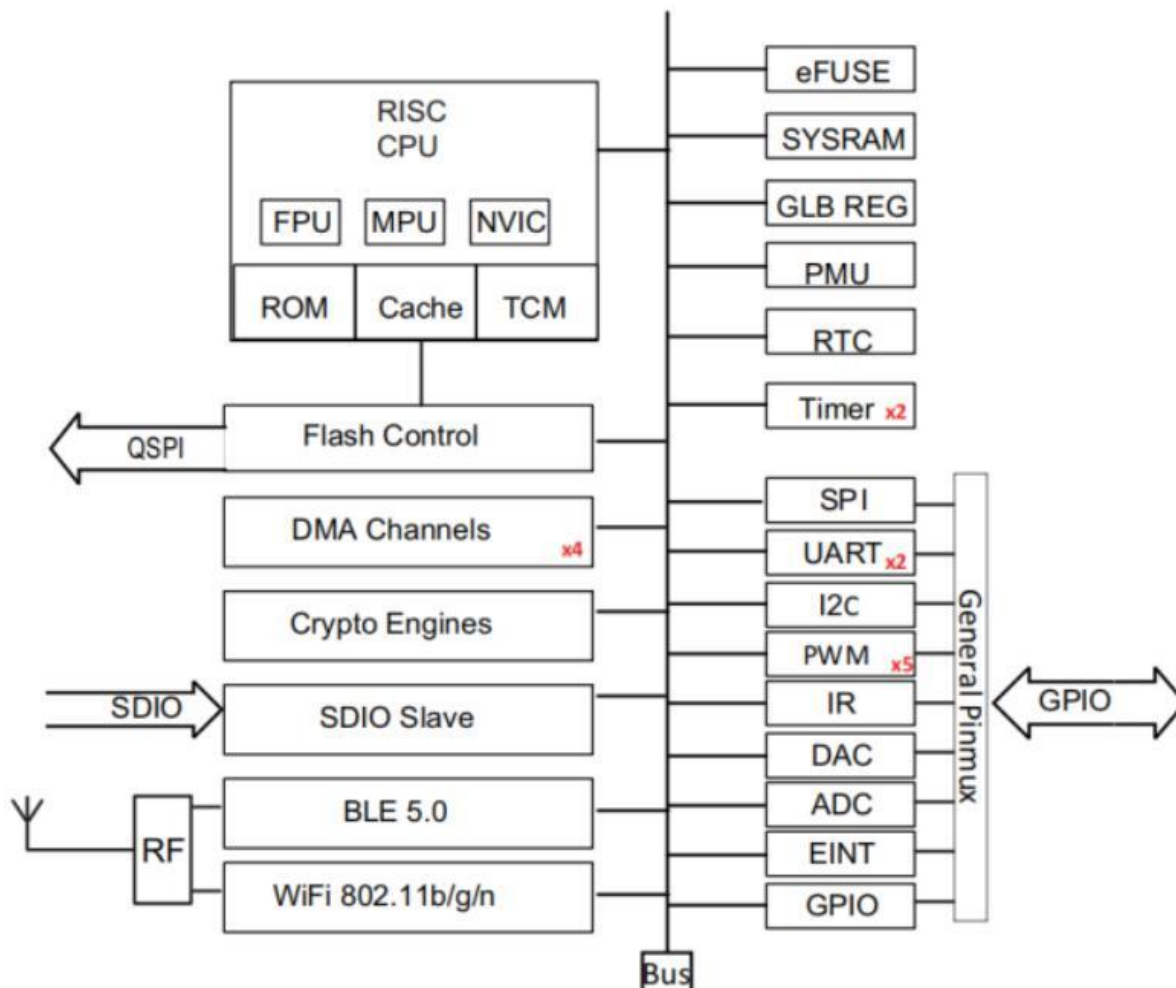 RISC
CPU
FPU
MPU
NVIC
ROM
Cache
TCM
QSPI
Flash Control
DMA Channels
x4
Crypto Engines
SDIO
SDIO Slave
RF
BLE 5.0
WiFi 802.11b/g/n
Bus
eFUSE
SYSRAM
GLB REG
PMU
RTC
Timer x2
SPI
UART x2
I2C
PWM x5
IR
DAC
ADC
EINT
GPIO
General Pinmux
GPIO